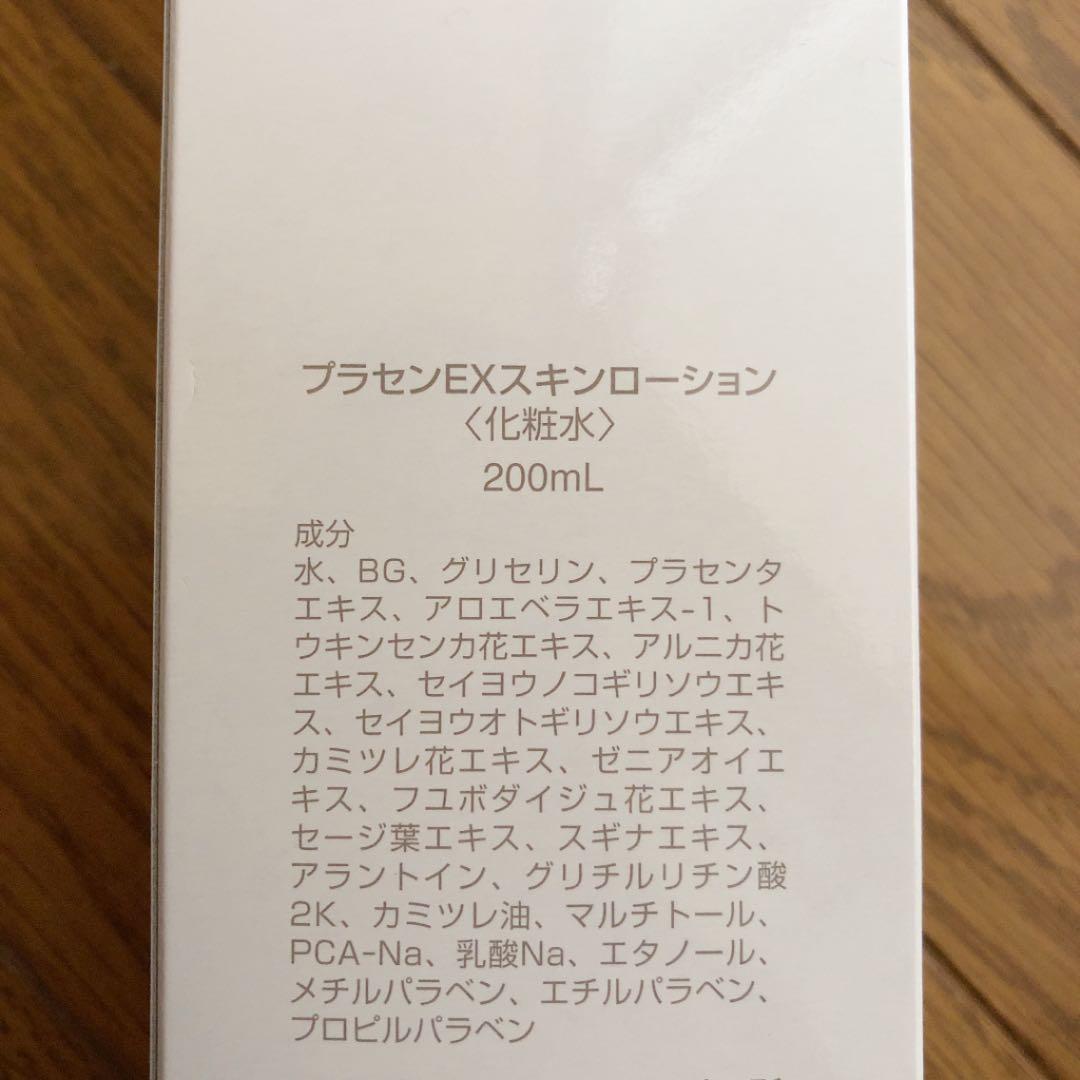 プラセンEXスキンローション
〈化粧水〉
200mL
成分
水、BG、グリセリン、プラセンタ
エキス、アロエベラエキス-1、ト
ウキンセンカ花エキス、アルニカ花
エキス、セイヨウノコギリソウエキ
ス、セイヨウオトギリソウエキス、
カミツレ花エキス、ゼニアオイエ
キス、フユボダイジュ花エキス、
セージ葉エキス、スギナエキス、
アラントイン、グリチルリチン酸
2K、カミツレ油、マルチトール、
PCA-Na、乳酸Na、エタノール、
メチルパラベン、エチルパラベン、
プロピルパラベン